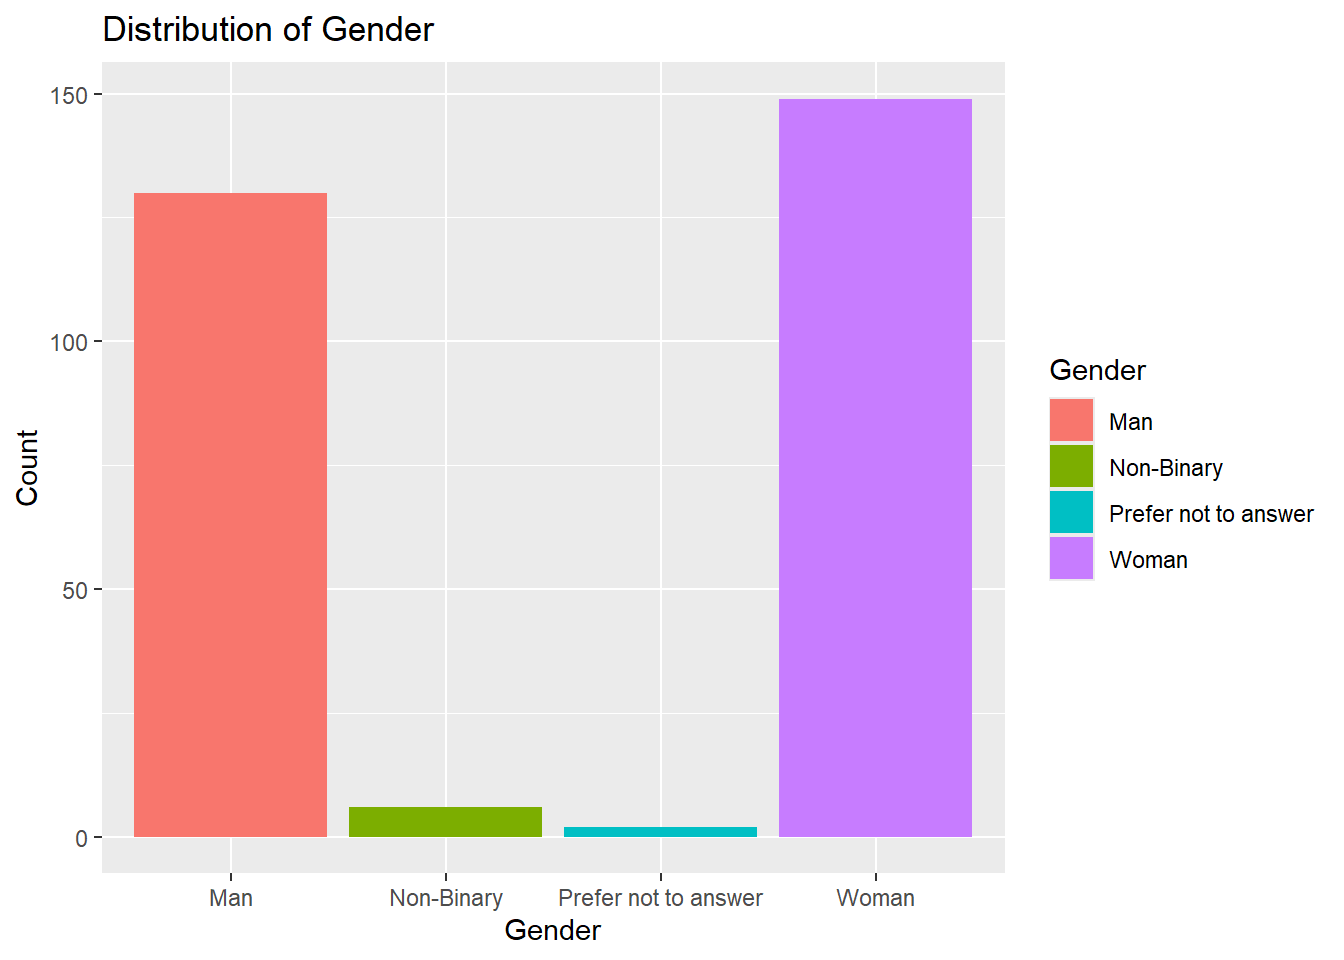 Distribution of Gender
150
100
50
0
Count
Man
Non-Binary
Prefer not to answer
Woman
Gender
Gender
Man
Non-Binary
Prefer not to answer
Woman